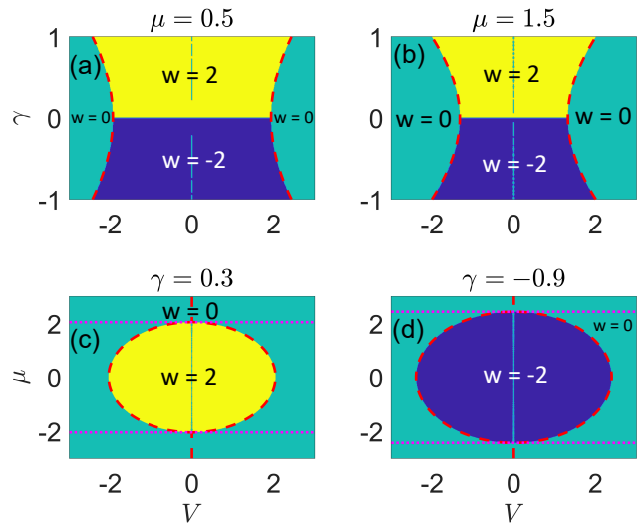 μ = 0.5
μ = 1.5
1
(a)
w = 2
γ
0
w = 0
w = 0
w = -2
-1
-2
0
2
1
(b)
w = 2
0
w = 0
w = 0
w = -2
-1
-2
0
2
γ = 0.3
γ = −0.9
2
w = 0
(c)
μ
0
w = 2
-2
-2
0
2
V
2
(d)
w = 0
0
w = -2
-2
-2
0
2
V